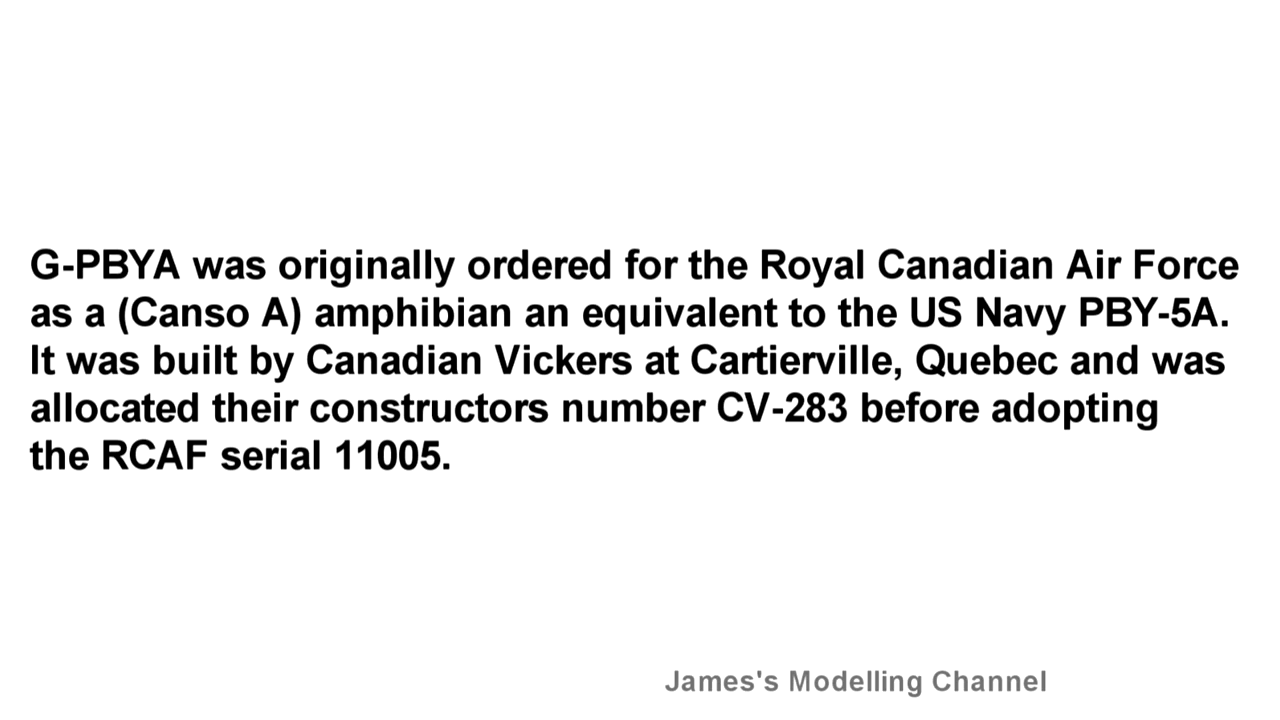 G-PBYA was originally ordered for the Royal Canadian Air Force
as a (Canso A) amphibian an equivalent to the US Navy PBY-5A.
It was built by Canadian Vickers at Cartierville, Quebec and was
allocated their constructors number CV-283 before adopting
the RCAF serial 11005.
James's Modelling Channel